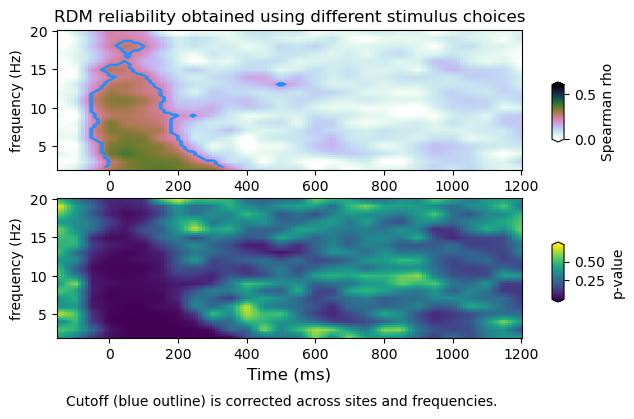 RDM reliability obtained using different stimulus choices
frequency (Hz)
20
15
10
5
0 200 400 600 800 1000 1200
0.5
0.0
Spearman rho
frequency (Hz)
20
15
10
5
0 200 400 600 800 1000 1200
Time (ms)
0.50
0.25
p-value
Cutoff (blue outline) is corrected across sites and frequencies.